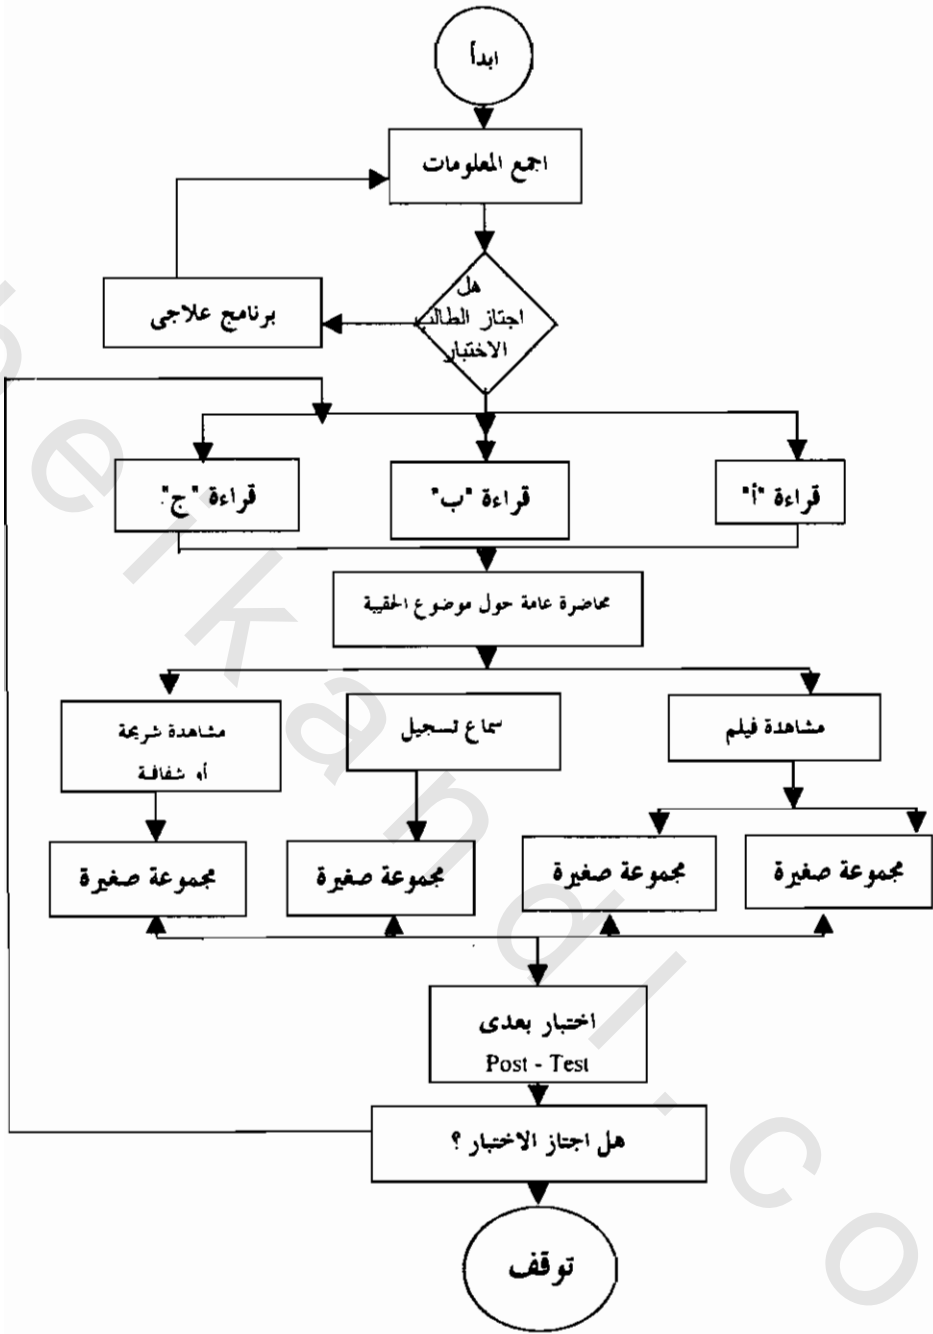 ابدأ
اجمع المعلومات
هل
اجتاز الطالب
الاختبار
برنامج علاجى
قراءة "أ"
قراءة "ب"
قراءة "ج"
محاضرة عامة حول موضوع الحقيبة
مشاهدة فيلم
سماع تسجيل
مشاهدة شريحة
أو شفافة
مجموعة صغيرة
مجموعة صغيرة
مجموعة صغيرة
مجموعة صغيرة
اختبار بعدى
Post - Test
هل اجتاز الاختبار ؟
توقف